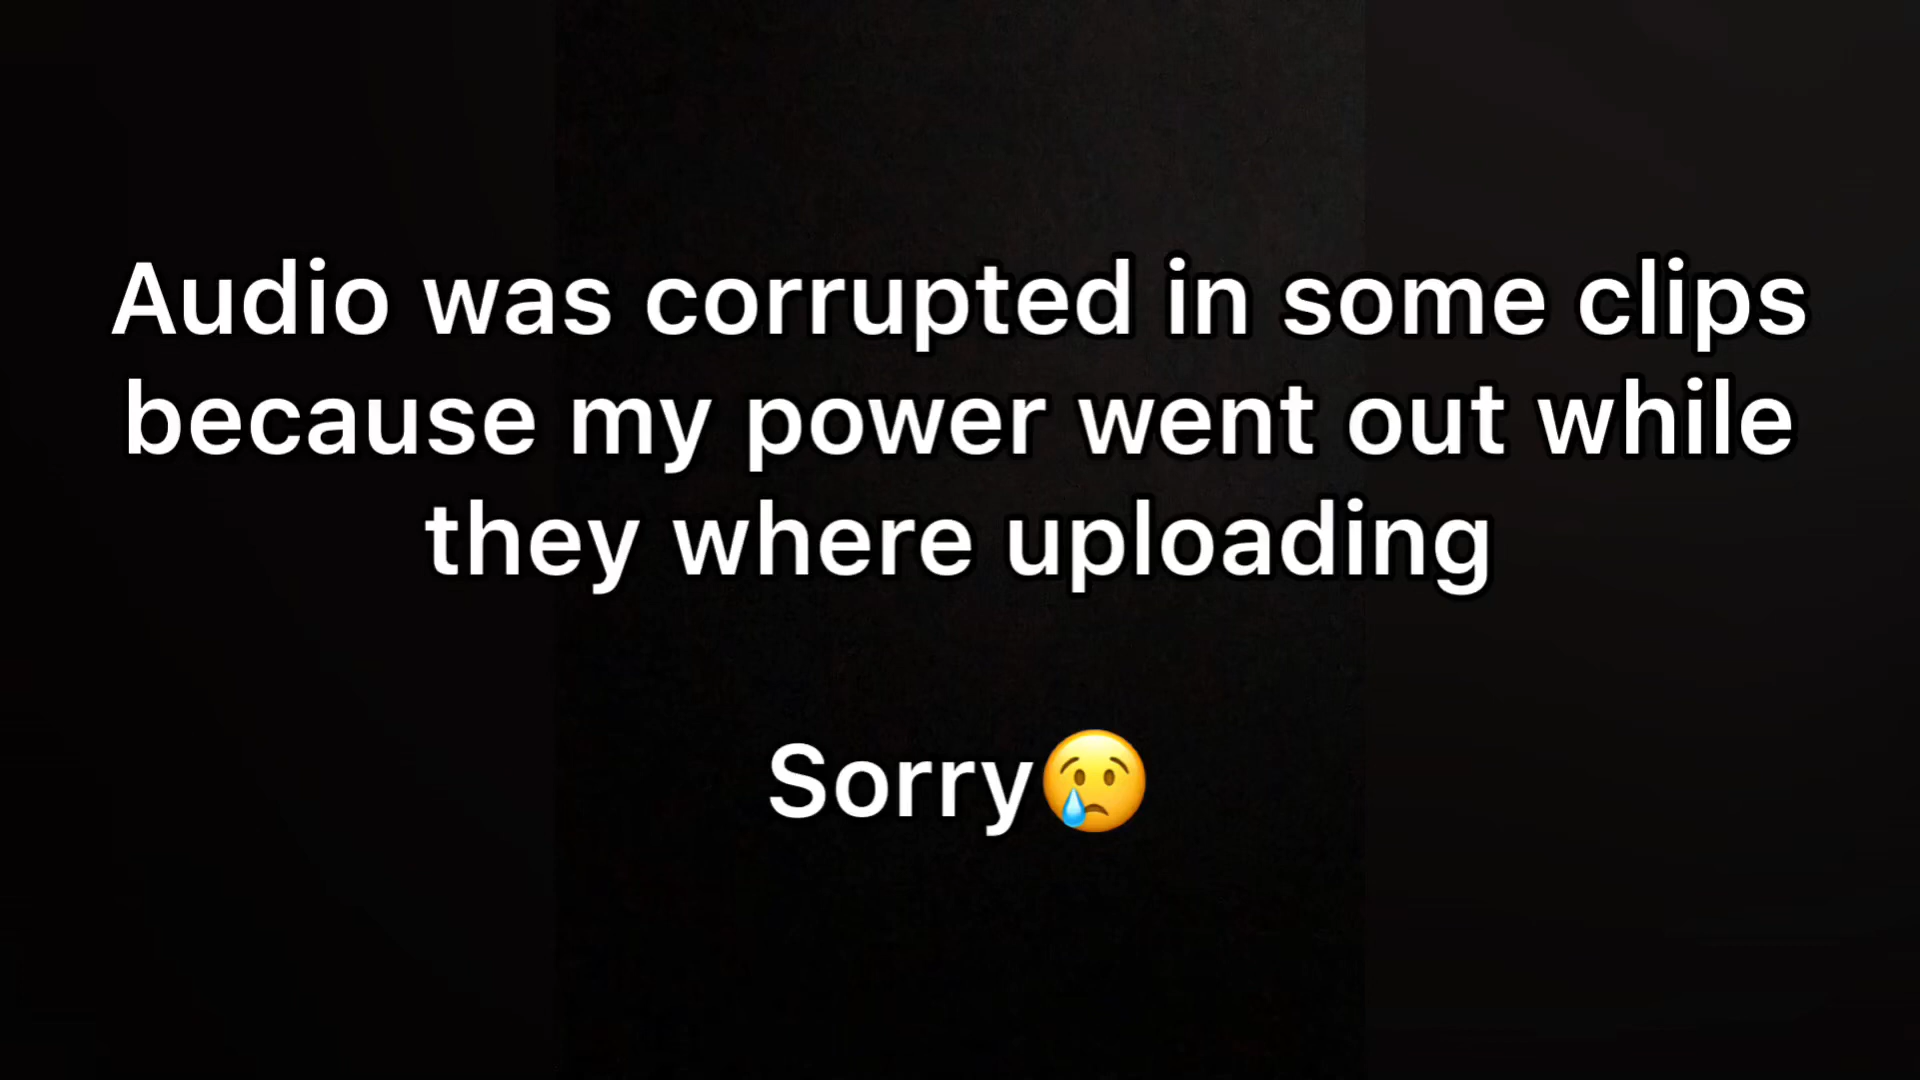 Audio was corrupted in some clips
because my power went out while
they where uploading
Sorry😢